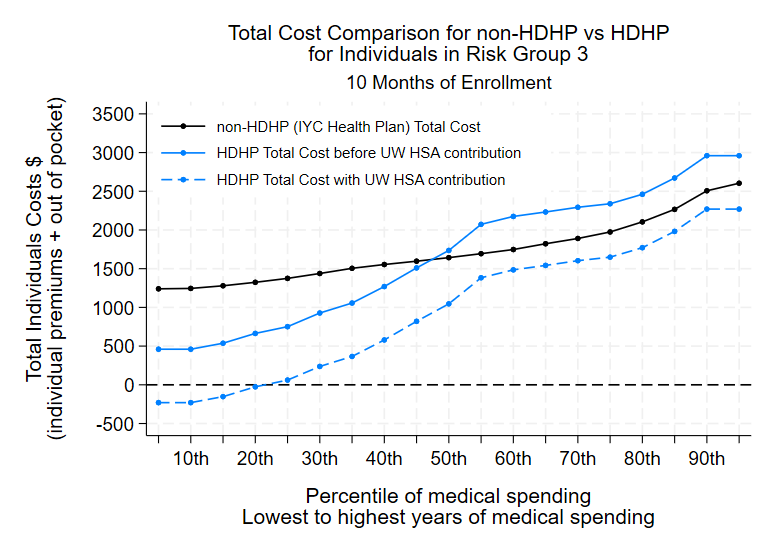 Total Cost Comparison for non-HDHP vs HDHP
for Individuals in Risk Group 3
10 Months of Enrollment
Total Individuals Costs $
(individual premiums + out of pocket)
3500
3000
2500
2000
1500
1000
500
0
-500
non-HDHP (IYC Health Plan) Total Cost
HDHP Total Cost before UW HSA contribution
HDHP Total Cost with UW HSA contribution
10th 20th 30th 40th 50th 60th 70th 80th 90th
Percentile of medical spending
Lowest to highest years of medical spending